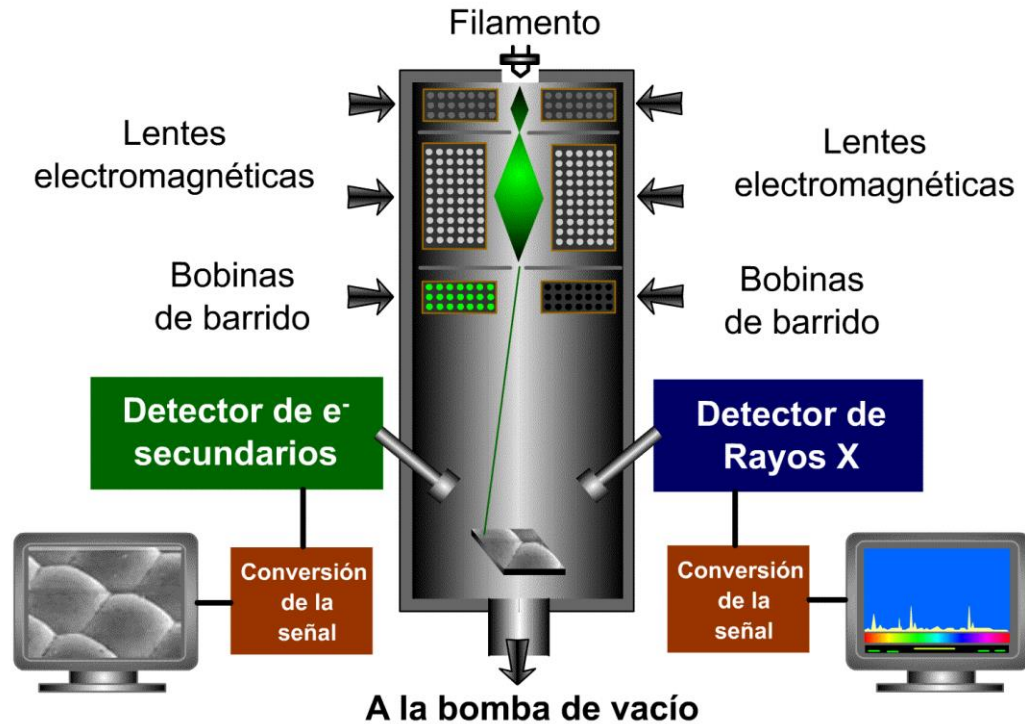 Filamento
Lentes
electromagnéticas
Lentes
electromagnéticas
Bobinas
de barrido
Bobinas
de barrido
Detector de e-
secundarios
Detector de
Rayos X
Conversión
de la
señal
Conversión
de la
señal
A la bomba de vacío